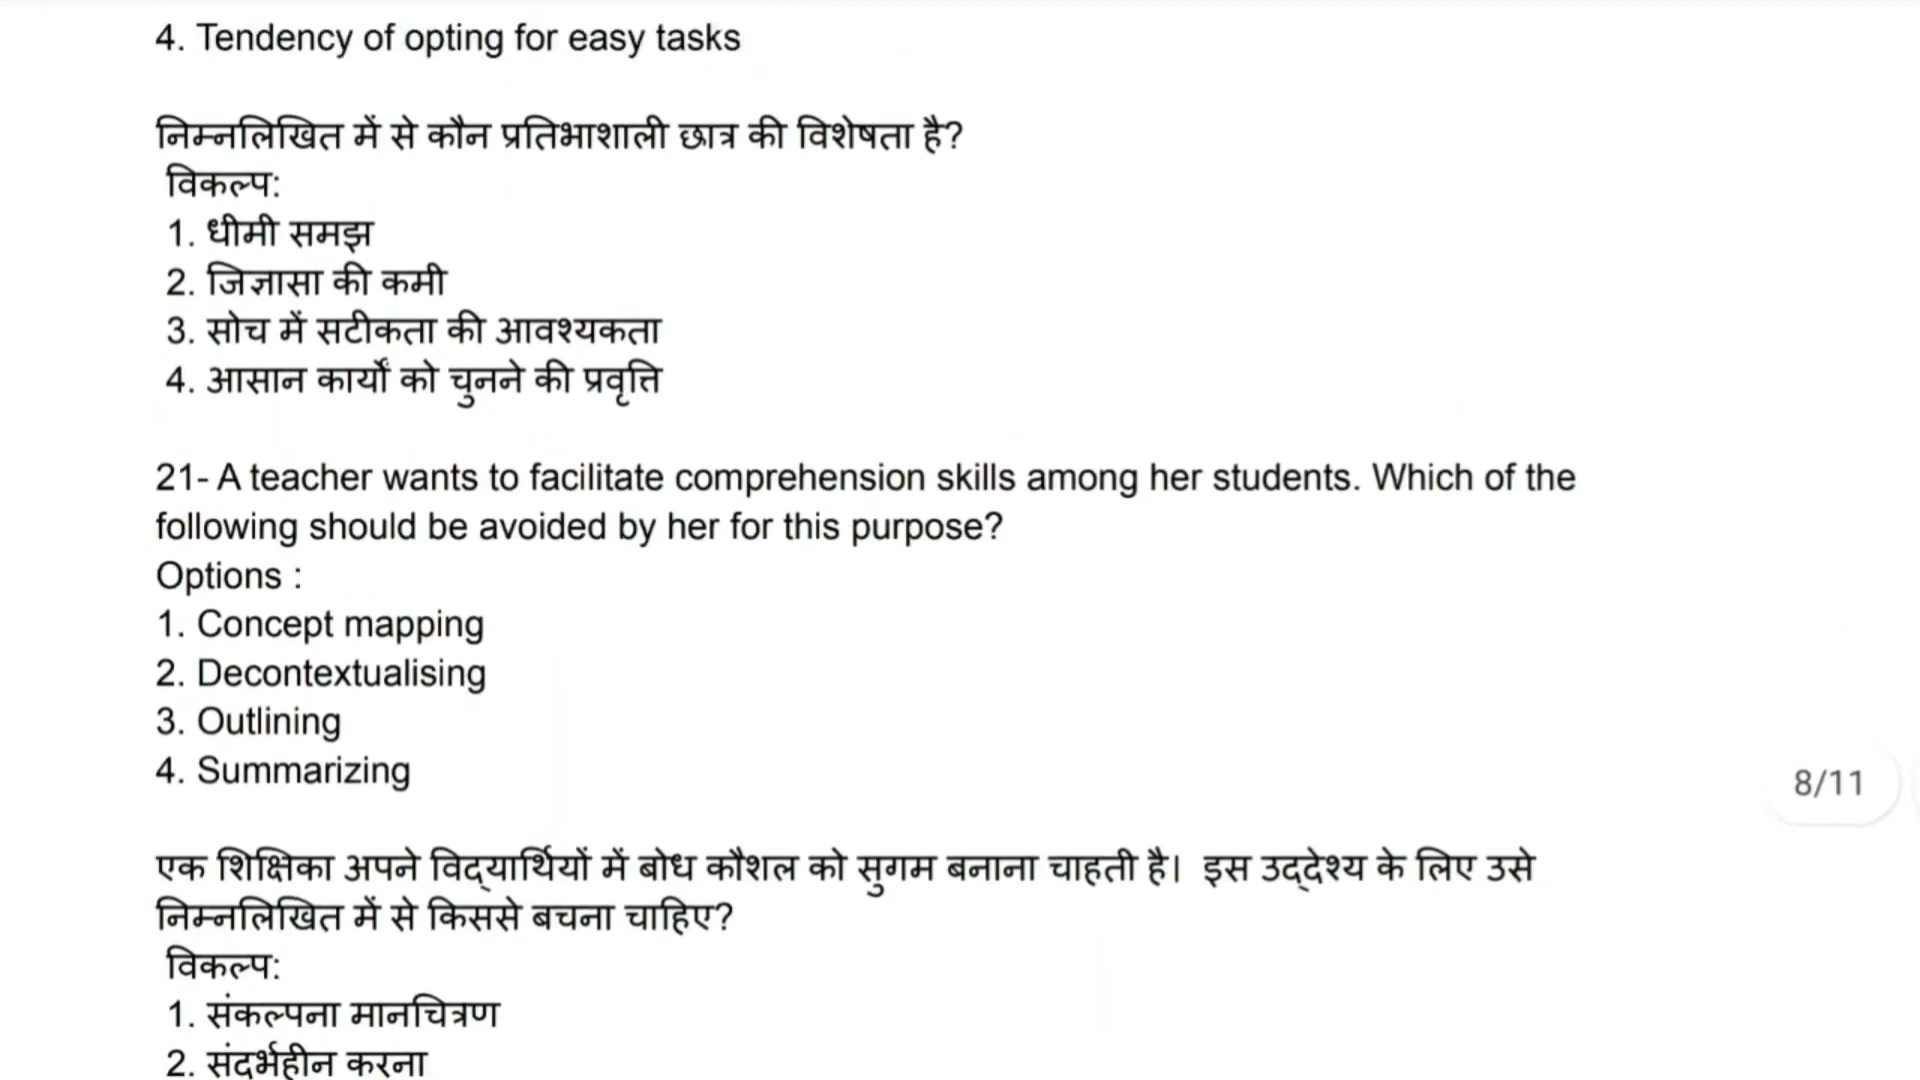 4. Tendency of opting for easy tasks
निम्नलिखित में से कौन प्रतिभाशाली छात्र की विशेषता है?
विकल्प:
1. धीमी समझ
2. जिज्ञासा की कमी
3. सोच में सटीकता की आवश्यकता
4. आसान कार्यों को चुनने की प्रवृत्ति
21- A teacher wants to facilitate comprehension skills among her students. Which of the
following should be avoided by her for this purpose?
Options :
1. Concept mapping
2. Decontextualising
3. Outlining
4. Summarizing
8/11
एक शिक्षिका अपने विद्यार्थियों में बोध कौशल को सुगम बनाना चाहती है। इस उद्देश्य के लिए उसे
निम्नलिखित में से किससे बचना चाहिए?
विकल्प:
1. संकल्पना मानचित्रण
2. संदर्भहीन करना